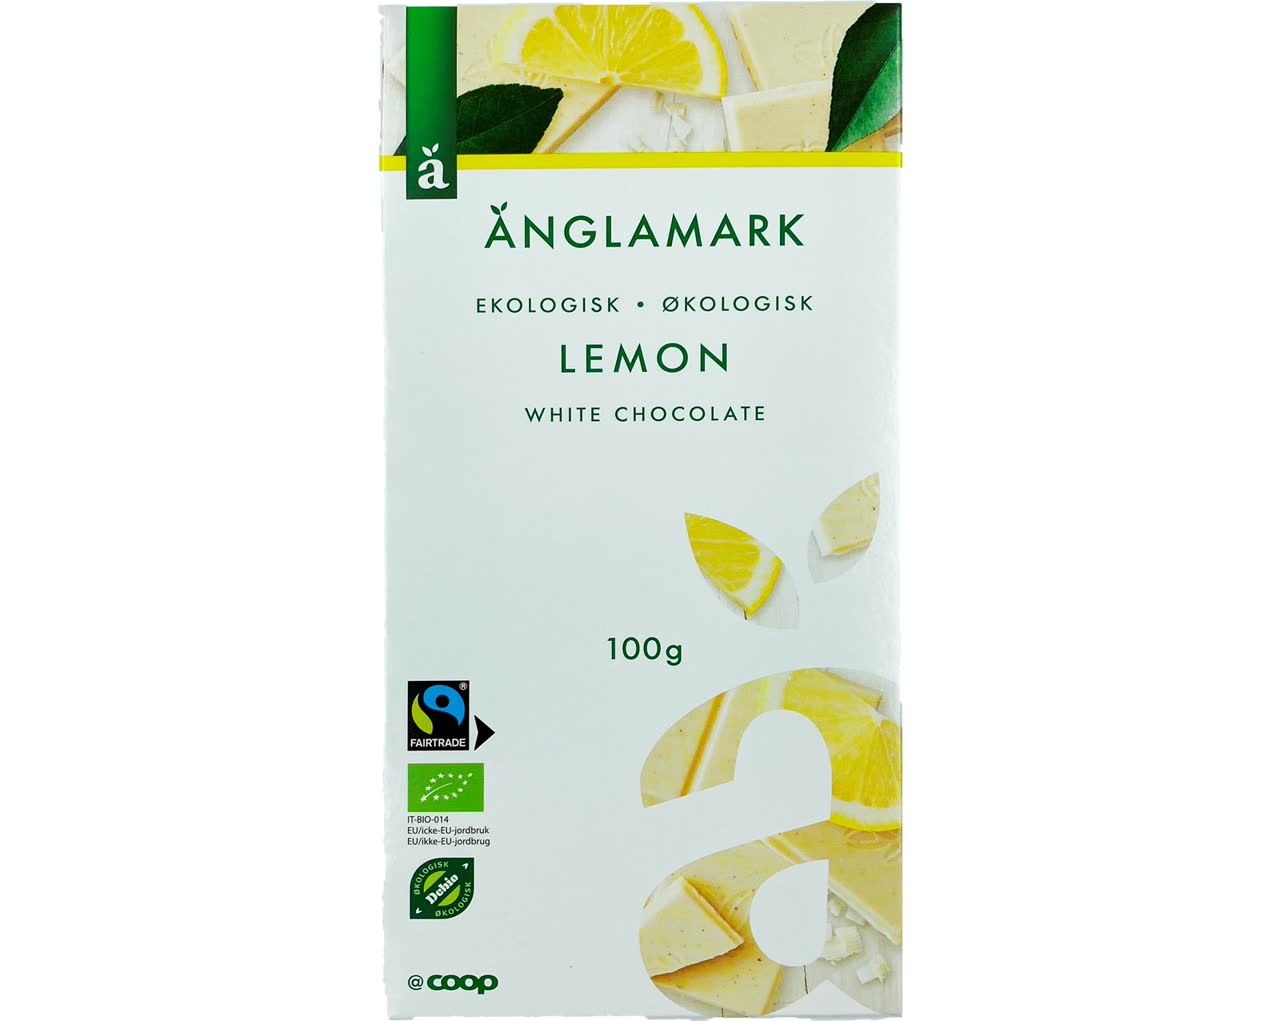 å
ÄNGLAMARK
EKOLOGISK • ØKOLOGISK
LEMON
WHITE CHOCOLATE
100g
®
FAIRTRADE
IT-BIO-014
EU/icke-EU-jordbruk
EU/ikke-EU-jordbrug
ØKOLOGISK
Debio
ØKOLOGISK
@ coop